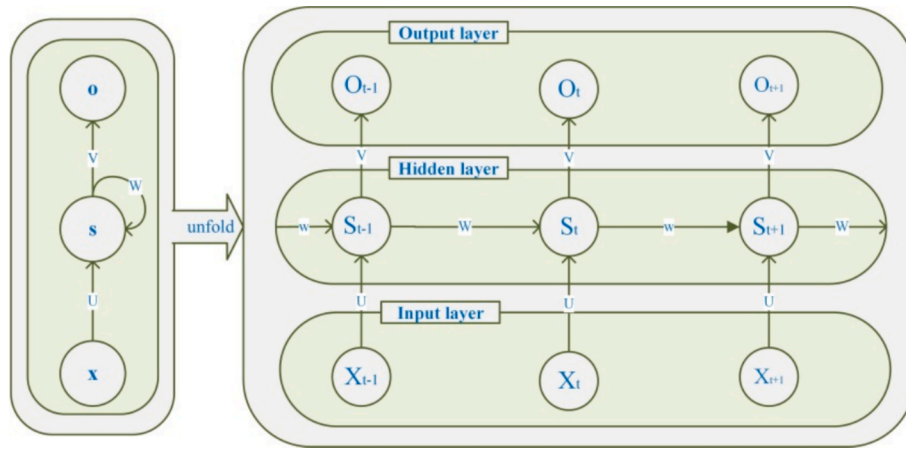 o
V
W
s
U
x
unfold
Output layer
Ot-1
Ot
Ot+1
V
V
V
Hidden layer
w
St-1
W
St
w
St+1
W
U
U
U
Input layer
Xt-1
Xt
Xt+1